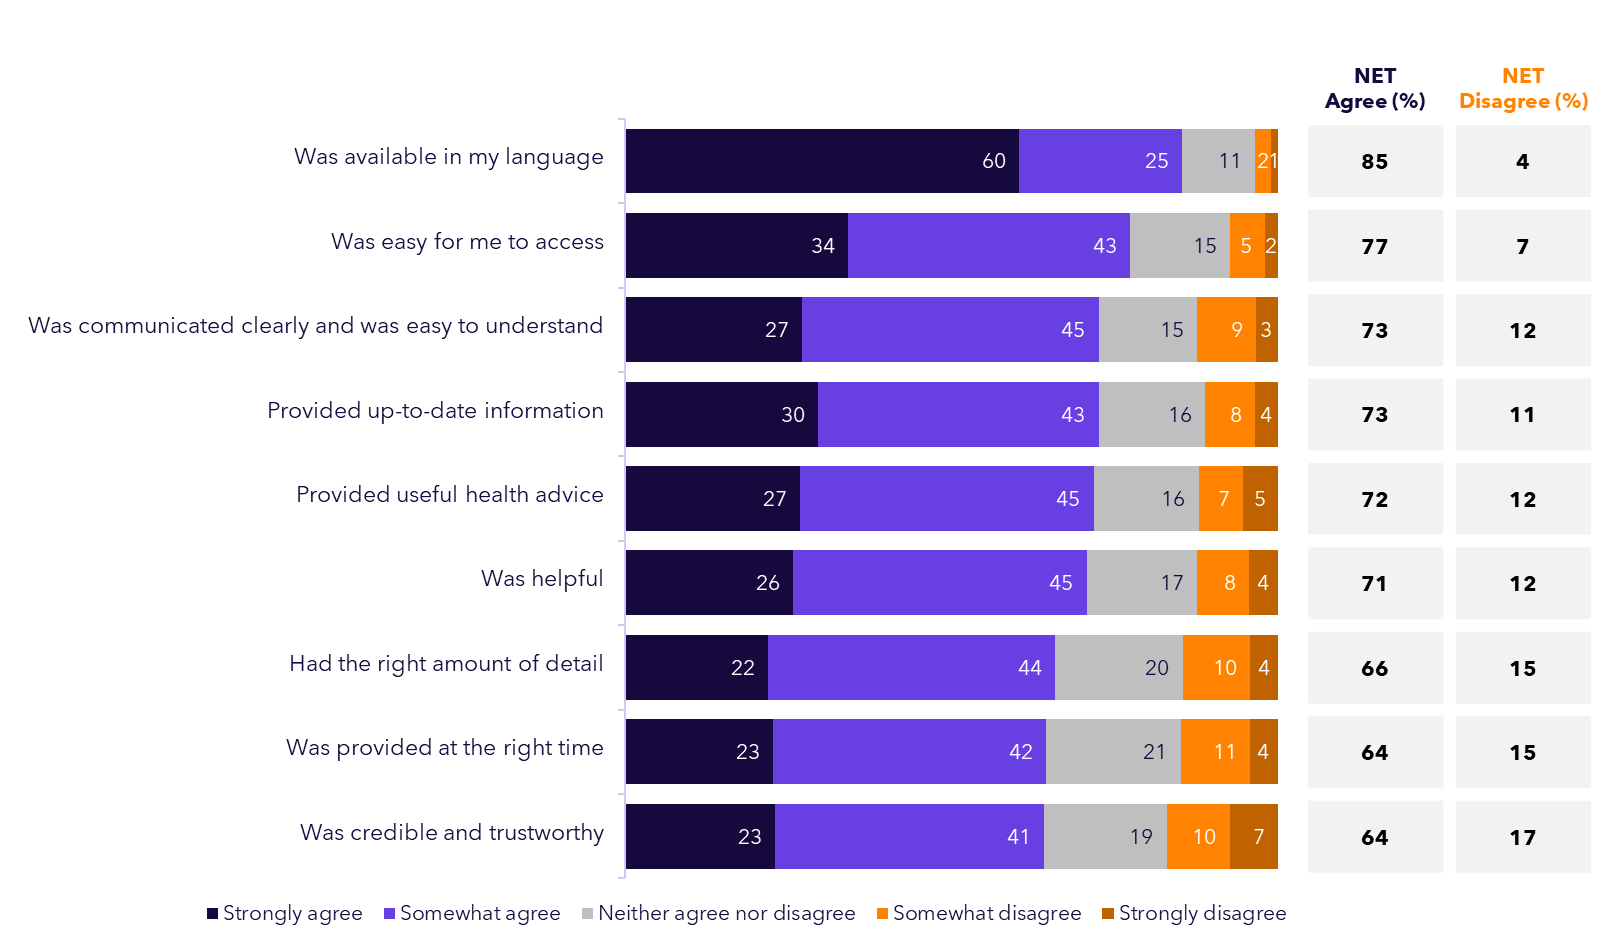 NET
Agree (%)
NET
Disagree (%)
Was available in my language 60 25 11 2 1 85 4
Was easy for me to access 34 43 15 5 2 77 7
Was communicated clearly and was easy to understand 27 45 15 9 3 73 12
Provided up-to-date information 30 43 16 8 4 73 11
Provided useful health advice 27 45 16 7 5 72 12
Was helpful 26 45 17 8 4 71 12
Had the right amount of detail 22 44 20 10 4 66 15
Was provided at the right time 23 42 21 11 4 64 15
Was credible and trustworthy 23 41 19 10 7 64 17
Strongly agree Somewhat agree Neither agree nor disagree Somewhat disagree Strongly disagree